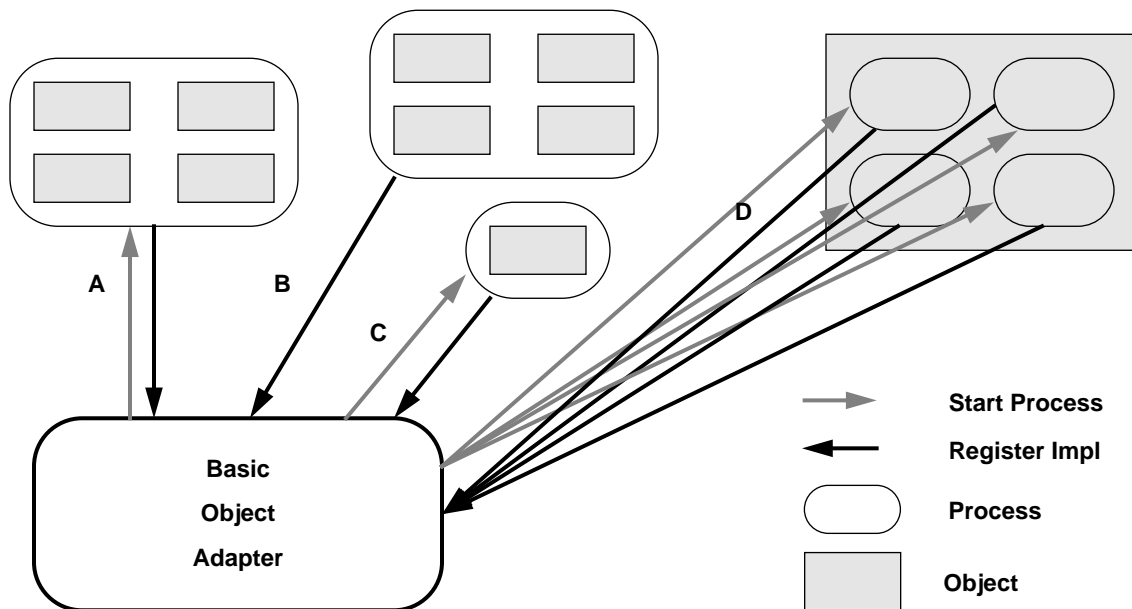 A
B
C
D
Basic
Object
Adapter
Start Process
Register Impl
Process
Object